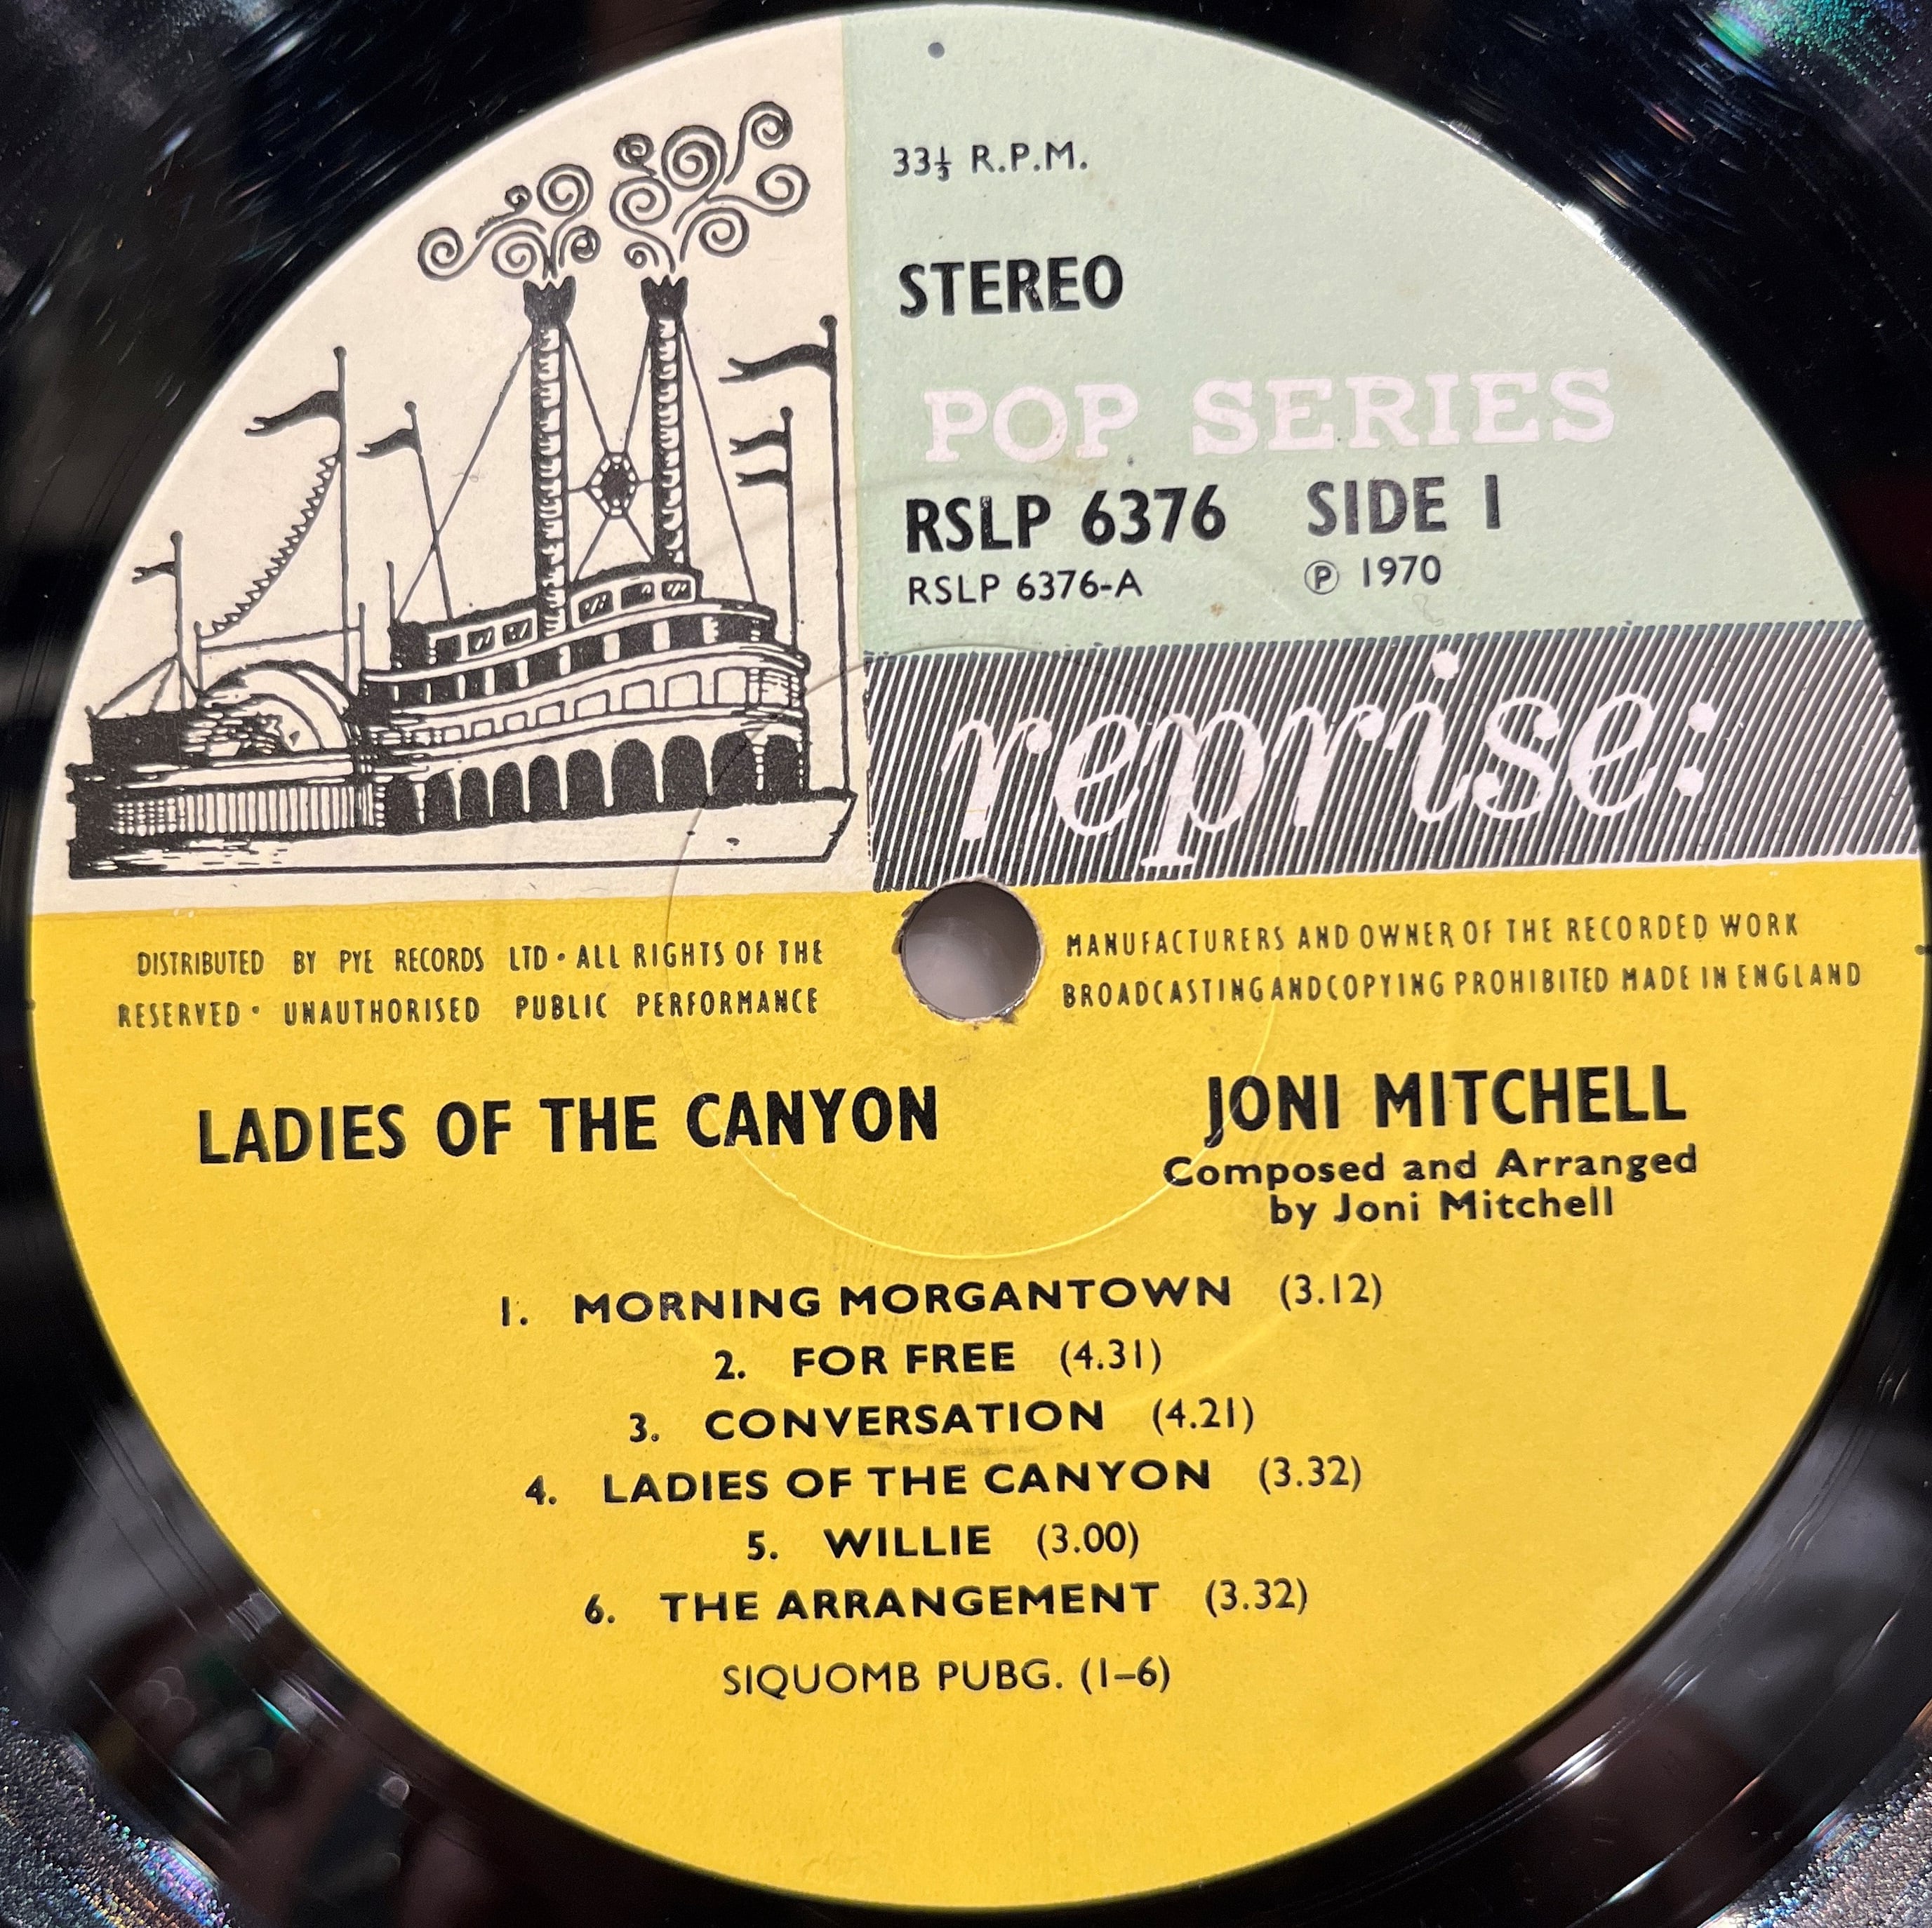 33⅓ R.P.M.
STEREO
POP SERIES
RSLP 6376 SIDE 1
RSLP 6376-A ℗ 1970
reprise:
DISTRIBUTED BY PYE RECORDS LTD · ALL RIGHTS OF THE MANUFACTURERS AND OWNER OF THE RECORDED WORK
RESERVED · UNAUTHORISED PUBLIC PERFORMANCE BROADCASTING AND COPYING PROHIBITED MADE IN ENGLAND
LADIES OF THE CANYON
JONI MITCHELL
Composed and Arranged
by Joni Mitchell
1. MORNING MORGANTOWN (3.12)
2. FOR FREE (4.31)
3. CONVERSATION (4.21)
4. LADIES OF THE CANYON (3.32)
5. WILLIE (3.00)
6. THE ARRANGEMENT (3.32)
SIQUOMB PUBG. (1–6)